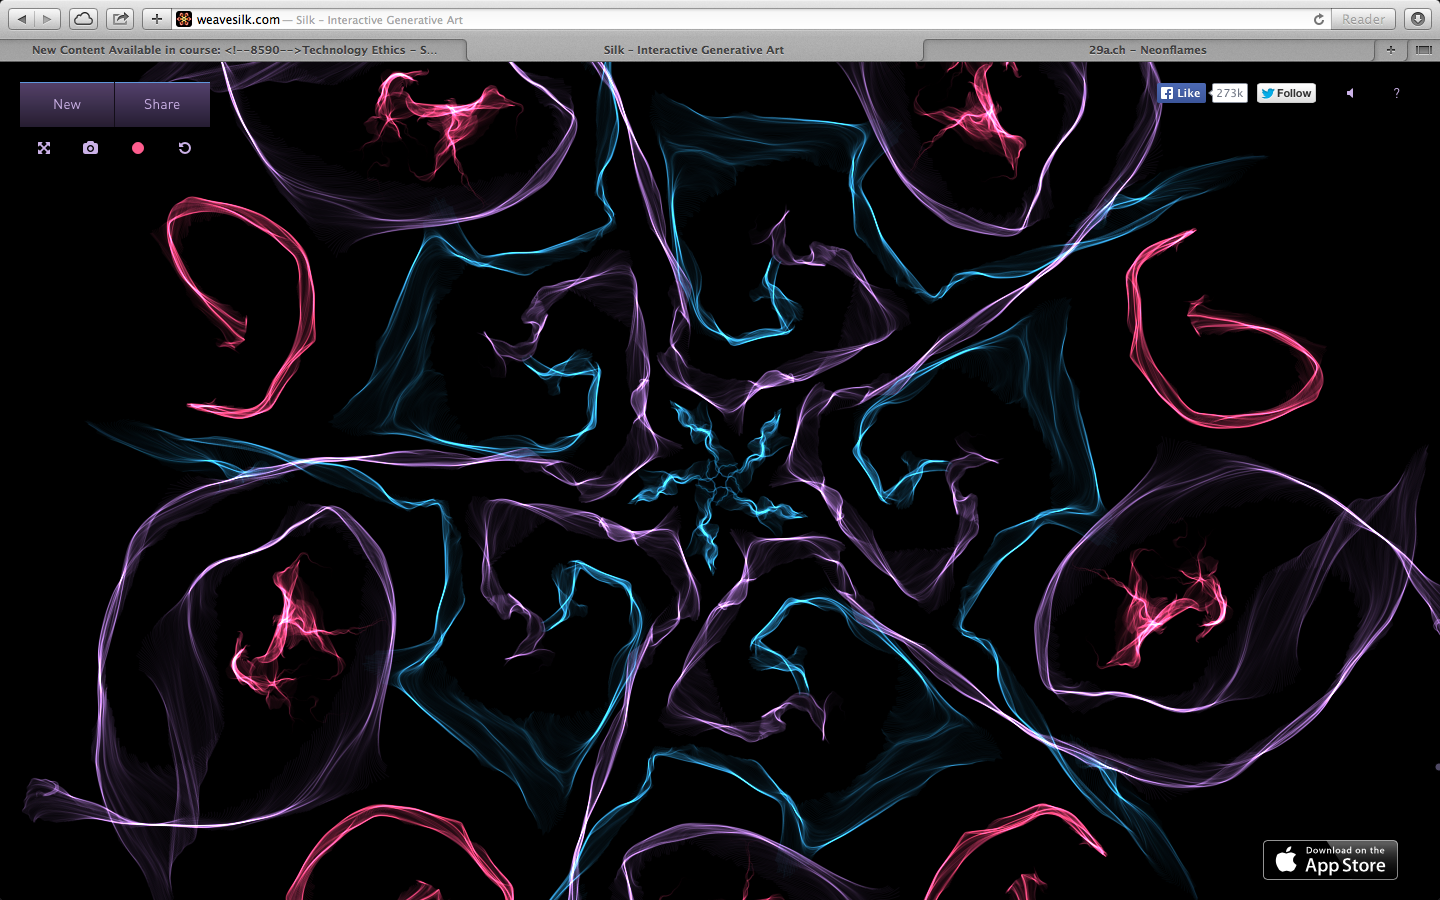 weavesilk.com — Silk – Interactive Generative Art
Reader
New Content Available in course: <!--8590-->Technology Ethics – S...
Silk – Interactive Generative Art
29a.ch – Neonflames
New
Share
Like
273k
Follow
?
Download on the
App Store